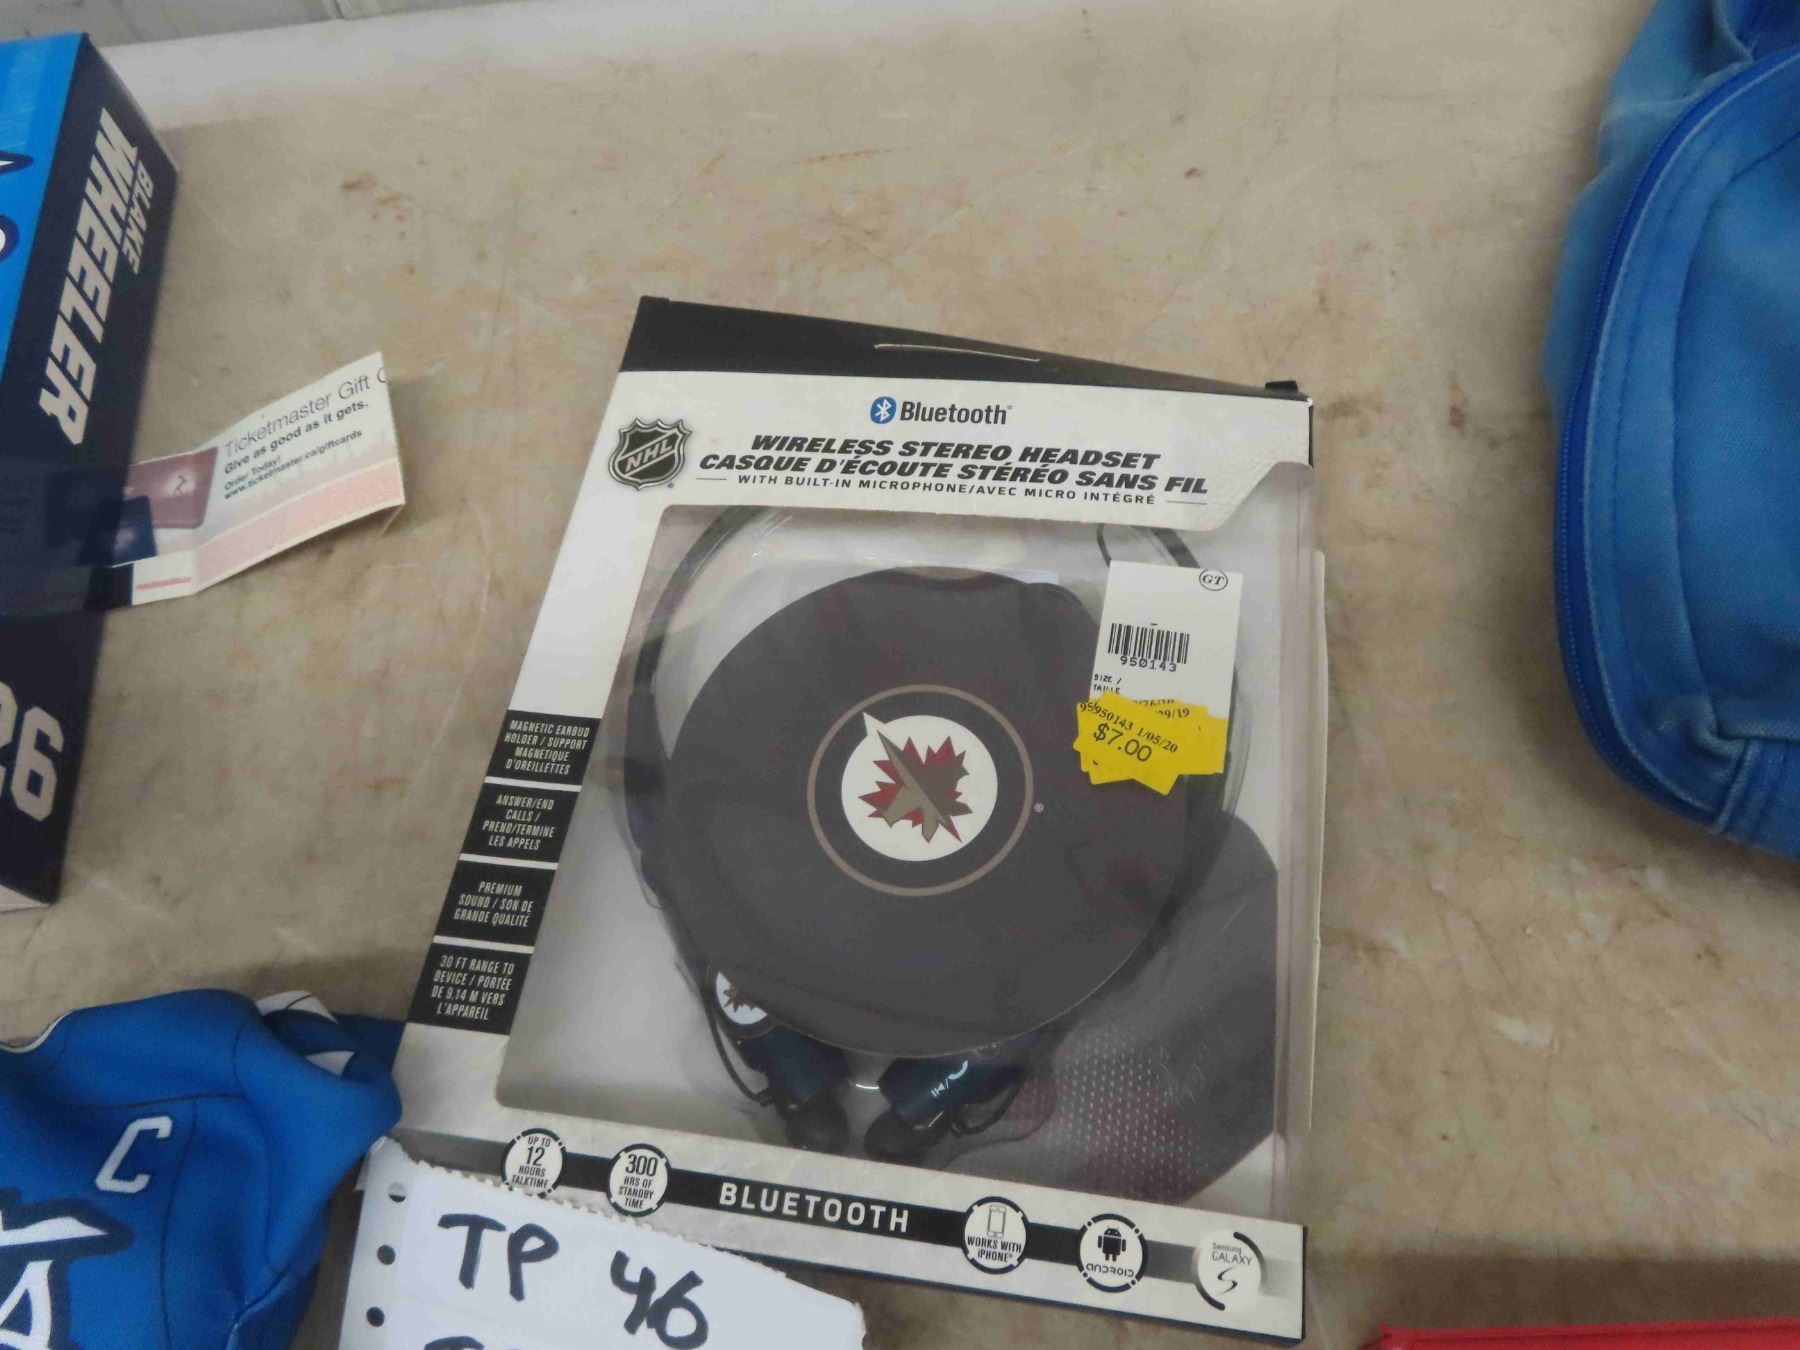 BLAKE
WHEELER
26
Ticketmaster Gift
Give as good as it gets.
Order Today!
www.ticketmaster.ca/giftcards
Bluetooth®
NHL
WIRELESS STEREO HEADSET
CASQUE D'ÉCOUTE STÉRÉO SANS FIL
WITH BUILT-IN MICROPHONE/AVEC MICRO INTÉGRÉ
GT
950143
SIZE /
TAILLE
950143 1/05/20
$7.00
MAGNETIC EARBUD
HOLDER / SUPPORT
MAGNÉTIQUE
D'OREILLETTES
ANSWER/END
CALLS /
PREND/TERMINE
LES APPELS
PREMIUM
SOUND / SON DE
GRANDE QUALITÉ
30 FT RANGE TO
DEVICE / PORTÉE
DE 9.14 M VERS
L'APPAREIL
UP TO
12
HOURS
TALKTIME
300
HRS OF
STANDBY
TIME
BLUETOOTH
WORKS WITH
iPHONE®
ANDROID
Samsung
GALAXY
S
C
TP 46